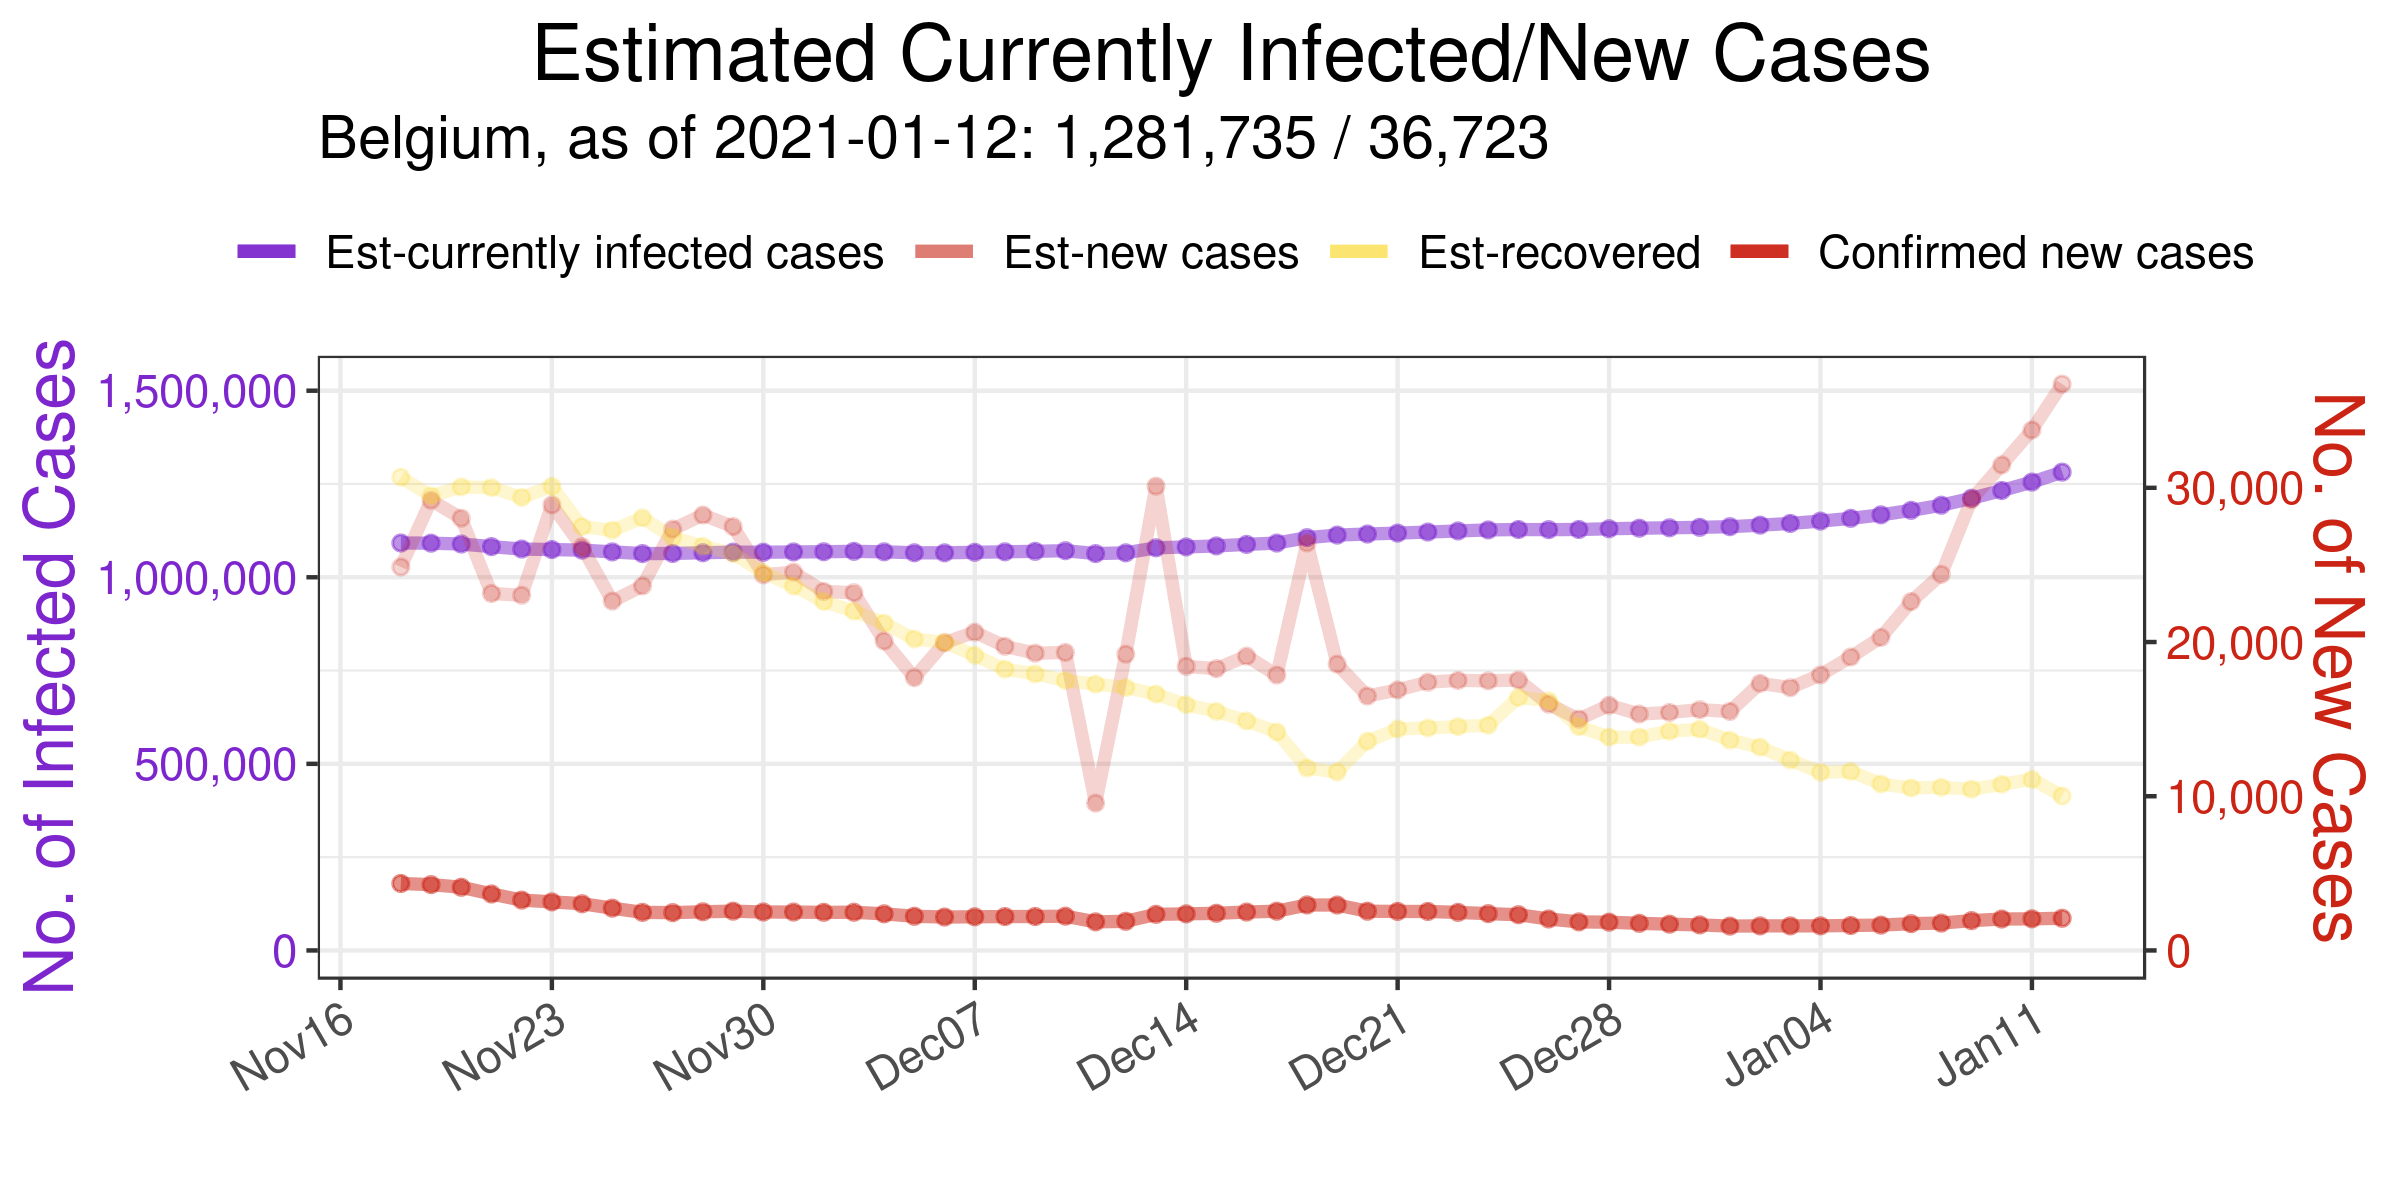 Estimated Currently Infected/New Cases
Belgium, as of 2021-01-12: 1,281,735 / 36,723
Est-currently infected cases Est-new cases Est-recovered Confirmed new cases
No. of Infected Cases
1,500,000
1,000,000
500,000
0
30,000
20,000
10,000
0
No. of New Cases
Nov16 Nov23 Nov30 Dec07 Dec14 Dec21 Dec28 Jan04 Jan11